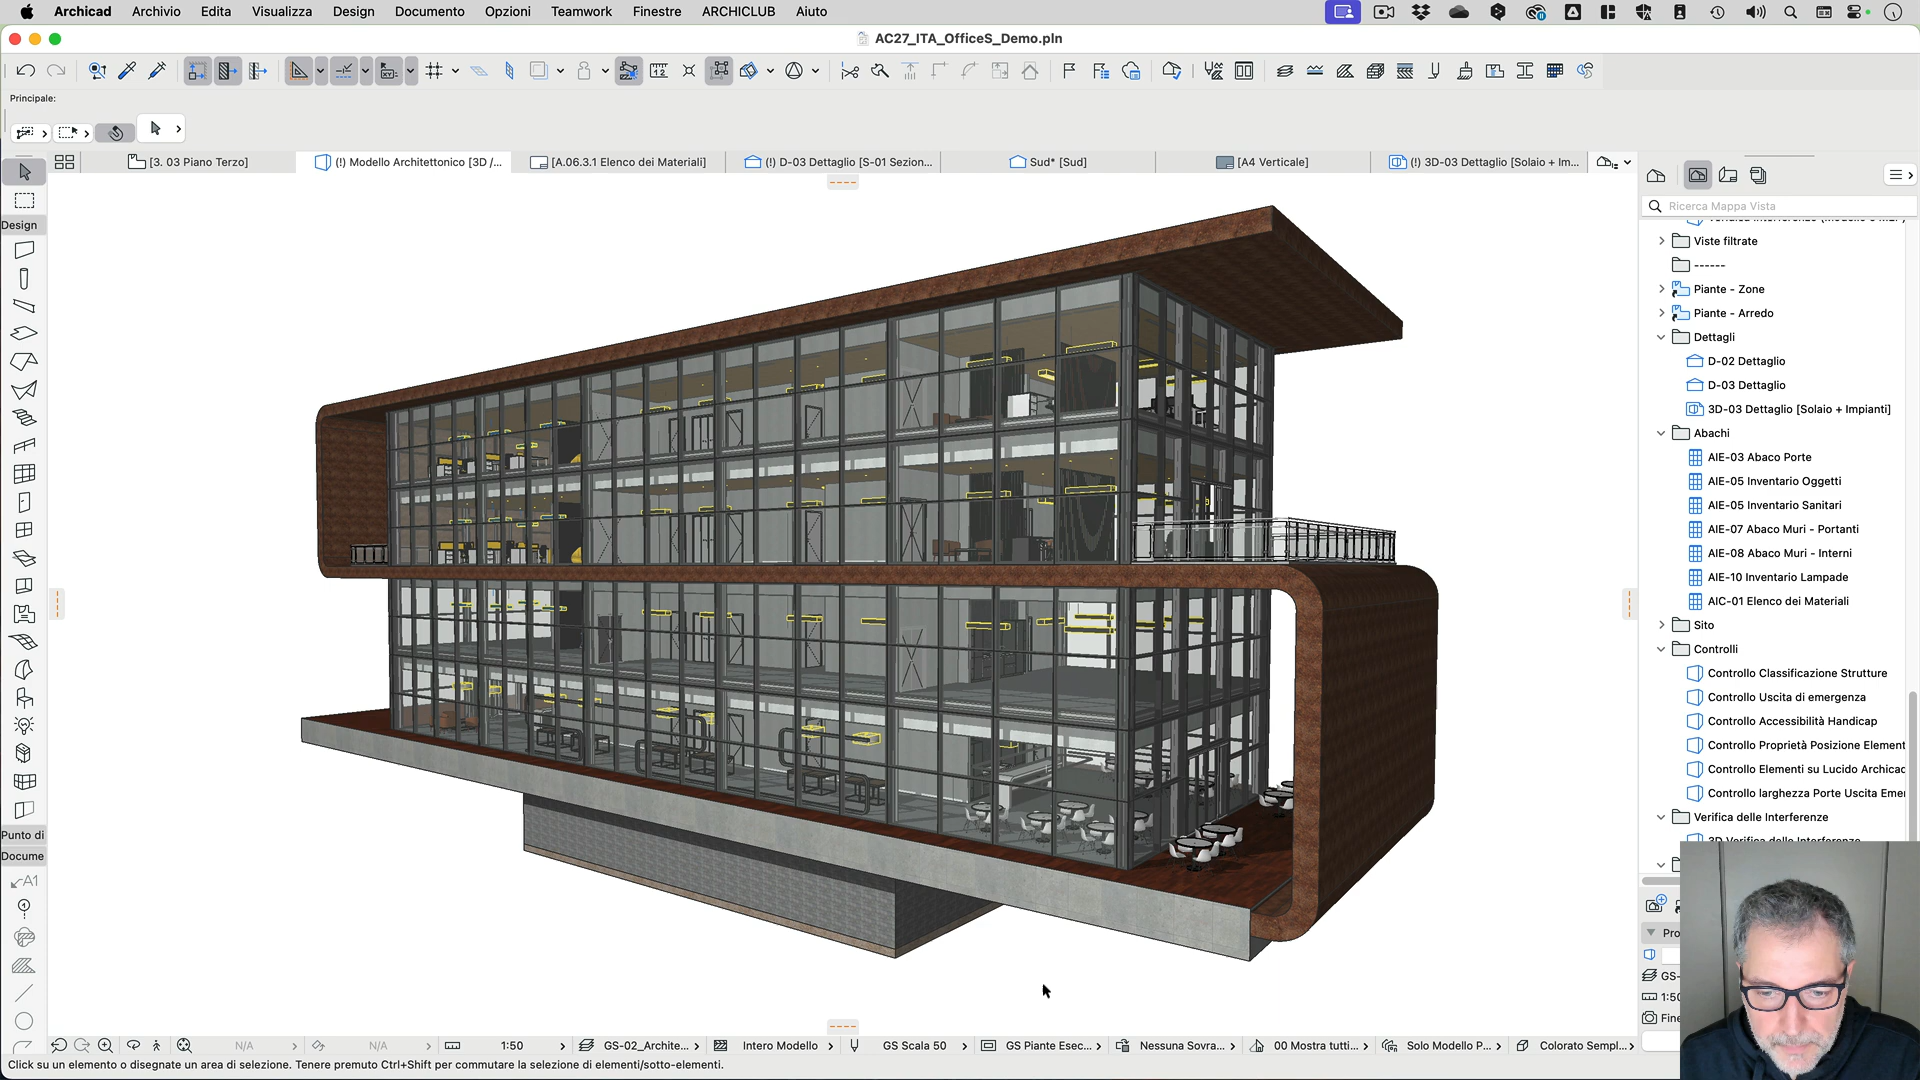 Archicad Archivio Edita Visualizza Design Documento Opzioni Teamwork Finestre ARCHICLUB Aiuto
AC27_ITA_OfficeS_Demo.pln
Principale:
[3. 03 Piano Terzo]
(!) Modello Architettonico [3D /...
[A.06.3.1 Elenco dei Materiali]
(!) D-03 Dettaglio [S-01 Sezion...
Sud* [Sud]
[A4 Verticale]
(!) 3D-03 Dettaglio [Solaio + Im...
Ricerca Mappa Vista
Design
Viste filtrate
------
Piante - Zone
Piante - Arredo
Dettagli
D-02 Dettaglio
D-03 Dettaglio
3D-03 Dettaglio [Solaio + Impianti]
Abachi
AIE-03 Abaco Porte
AIE-05 Inventario Oggetti
AIE-05 Inventario Sanitari
AIE-07 Abaco Muri - Portanti
AIE-08 Abaco Muri - Interni
AIE-10 Inventario Lampade
AIC-01 Elenco dei Materiali
Sito
Controlli
Controllo Classificazione Strutture
Controllo Uscita di emergenza
Controllo Accessibilità Handicap
Controllo Proprietà Posizione Element
Controllo Elementi su Lucido Archicad
Controllo larghezza Porte Uscita Emer
Verifica delle Interferenze
3D Verifica delle Interferenze
Punto di
Docume
A1
Pro
GS-
1:50
Fine
N/A
N/A
1:50
GS-02_Archite...
Intero Modello
GS Scala 50
GS Piante Esec...
Nessuna Sovra...
00 Mostra tutti...
Solo Modello P...
Colorato Sempl...
Click su un elemento o disegnate un area di selezione. Tenere premuto Ctrl+Shift per commutare la selezione di elementi/sotto-elementi.